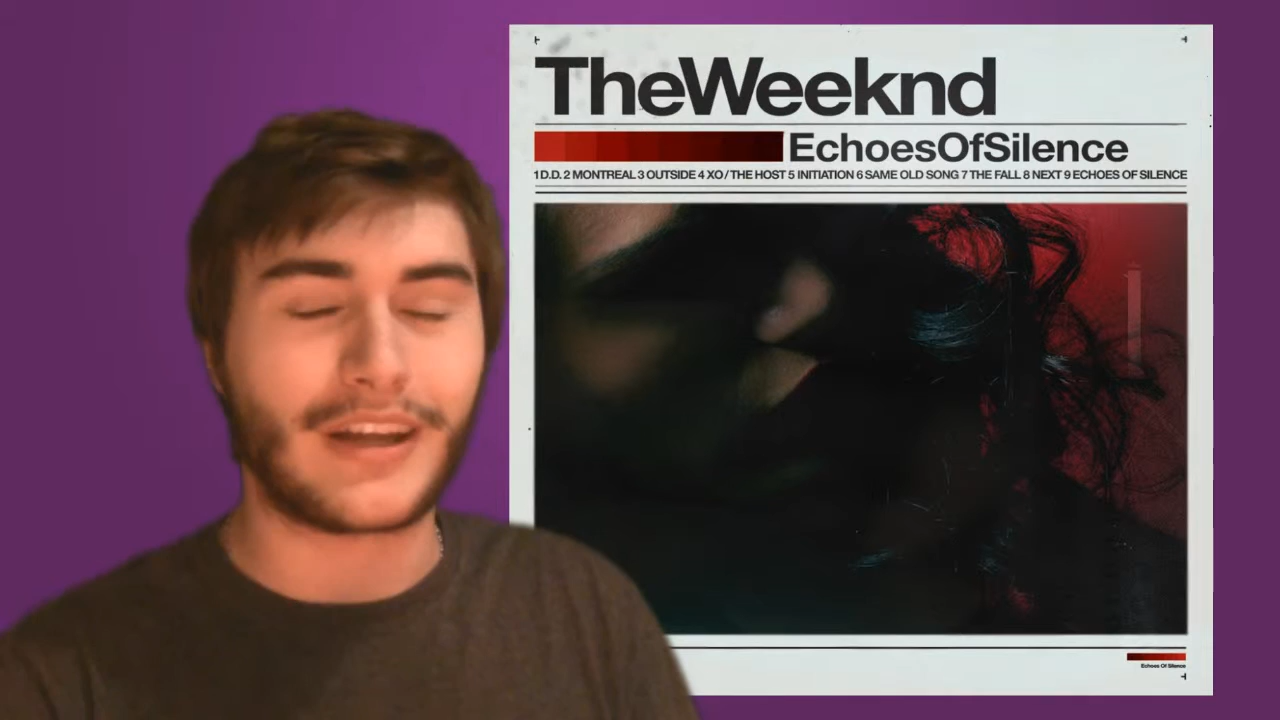 TheWeeknd
EchoesOfSilence
1 D.D. 2 MONTREAL 3 OUTSIDE 4 XO / THE HOST 5 INITIATION 6 SAME OLD SONG 7 THE FALL 8 NEXT 9 ECHOES OF SILENCE
Echoes Of Silence